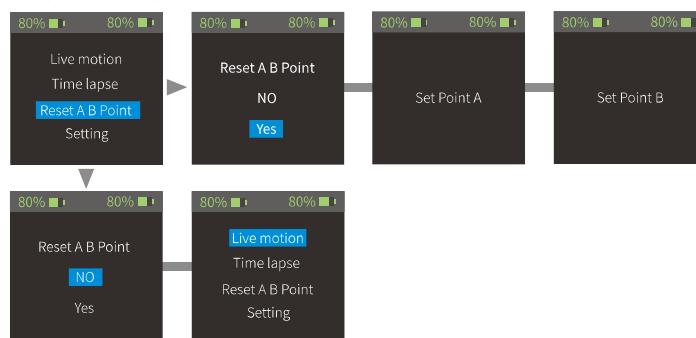 80% 80%
Live motion
Time lapse
Reset A B Point
Setting
80% 80%
Reset A B Point
NO
Yes
80% 80%
Set Point A
80% 80%
Set Point B
80% 80%
Reset A B Point
NO
Yes
80% 80%
Live motion
Time lapse
Reset A B Point
Setting